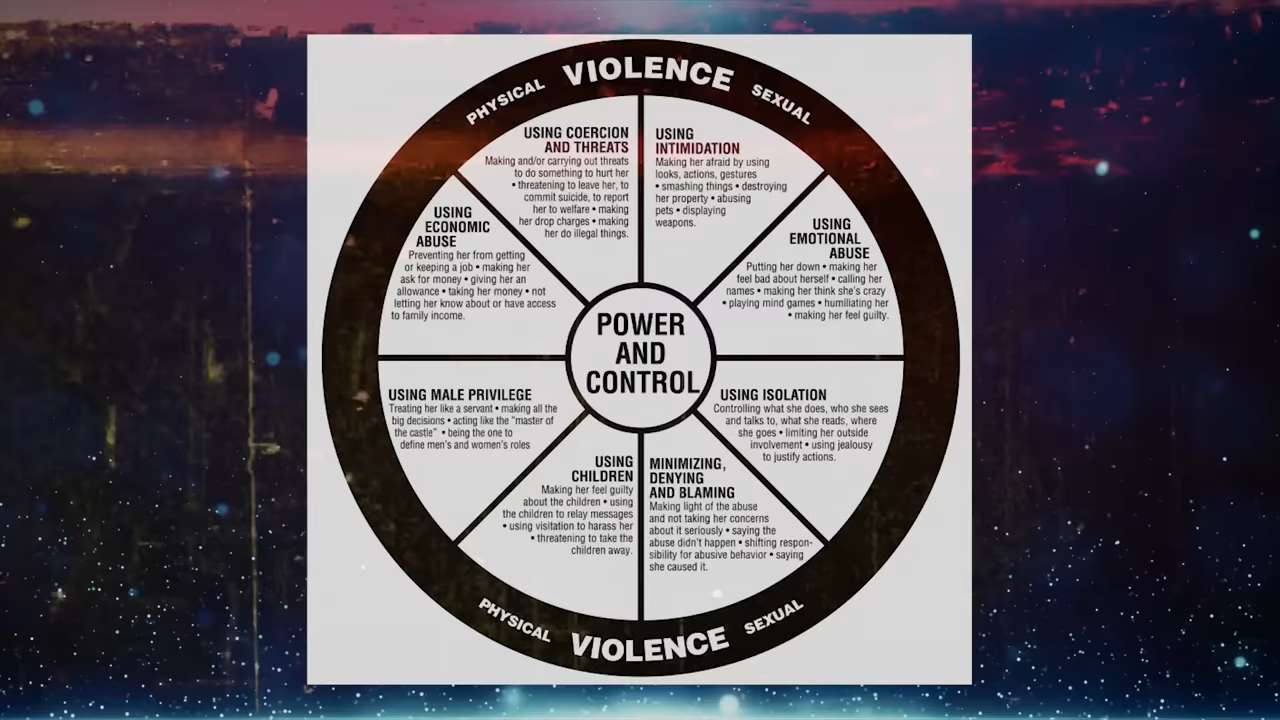 PHYSICAL VIOLENCE SEXUAL
USING COERCION
AND THREATS
Making and/or carrying out threats
to do something to hurt her
• threatening to leave her, to
commit suicide, to report
her to welfare • making
her drop charges • making
her do illegal things.
USING
INTIMIDATION
Making her afraid by using
looks, actions, gestures
• smashing things • destroying
her property • abusing
pets • displaying
weapons.
USING
ECONOMIC
ABUSE
Preventing her from getting
or keeping a job • making her
ask for money • giving her an
allowance • taking her money • not
letting her know about or have access
to family income.
USING
EMOTIONAL
ABUSE
Putting her down • making her
feel bad about herself • calling her
names • making her think she's crazy
• playing mind games • humiliating her
• making her feel guilty.
POWER
AND
CONTROL
USING MALE PRIVILEGE
Treating her like a servant • making all the
big decisions • acting like the "master of
the castle" • being the one to
define men's and women's roles
USING ISOLATION
Controlling what she does, who she sees
and talks to, what she reads, where
she goes • limiting her outside
involvement • using jealousy
to justify actions.
USING
CHILDREN
Making her feel guilty
about the children • using
the children to relay messages
• using visitation to harass her
• threatening to take the
children away.
MINIMIZING,
DENYING
AND BLAMING
Making light of the abuse
and not taking her concerns
about it seriously • saying the
abuse didn't happen • shifting respon-
sibility for abusive behavior • saying
she caused it.
PHYSICAL VIOLENCE SEXUAL